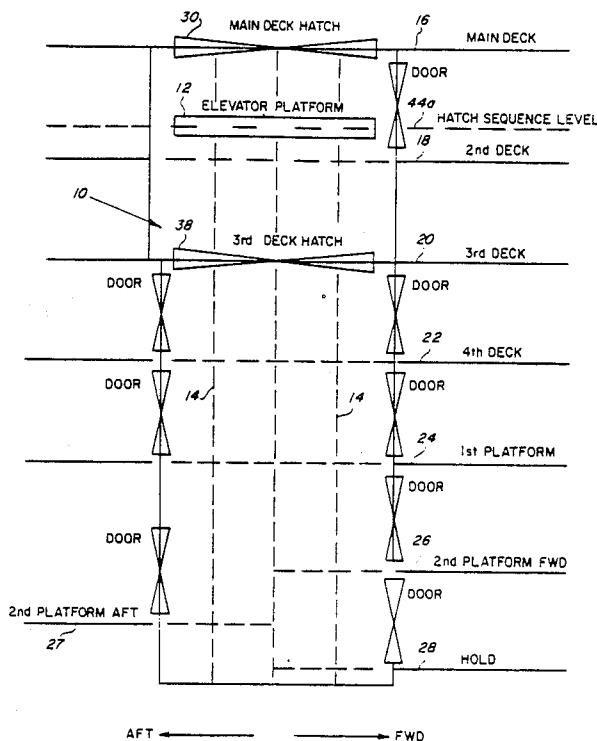 30
MAIN DECK HATCH
16
MAIN DECK
12
ELEVATOR PLATFORM
DOOR
44a
HATCH SEQUENCE LEVEL
18
2nd DECK
10
38
3rd DECK HATCH
20
3rd DECK
DOOR
DOOR
22
4th DECK
DOOR
14
14
DOOR
24
1st PLATFORM
DOOR
DOOR
26
2nd PLATFORM FWD
2nd PLATFORM AFT
27
DOOR
28
HOLD
AFT
FWD